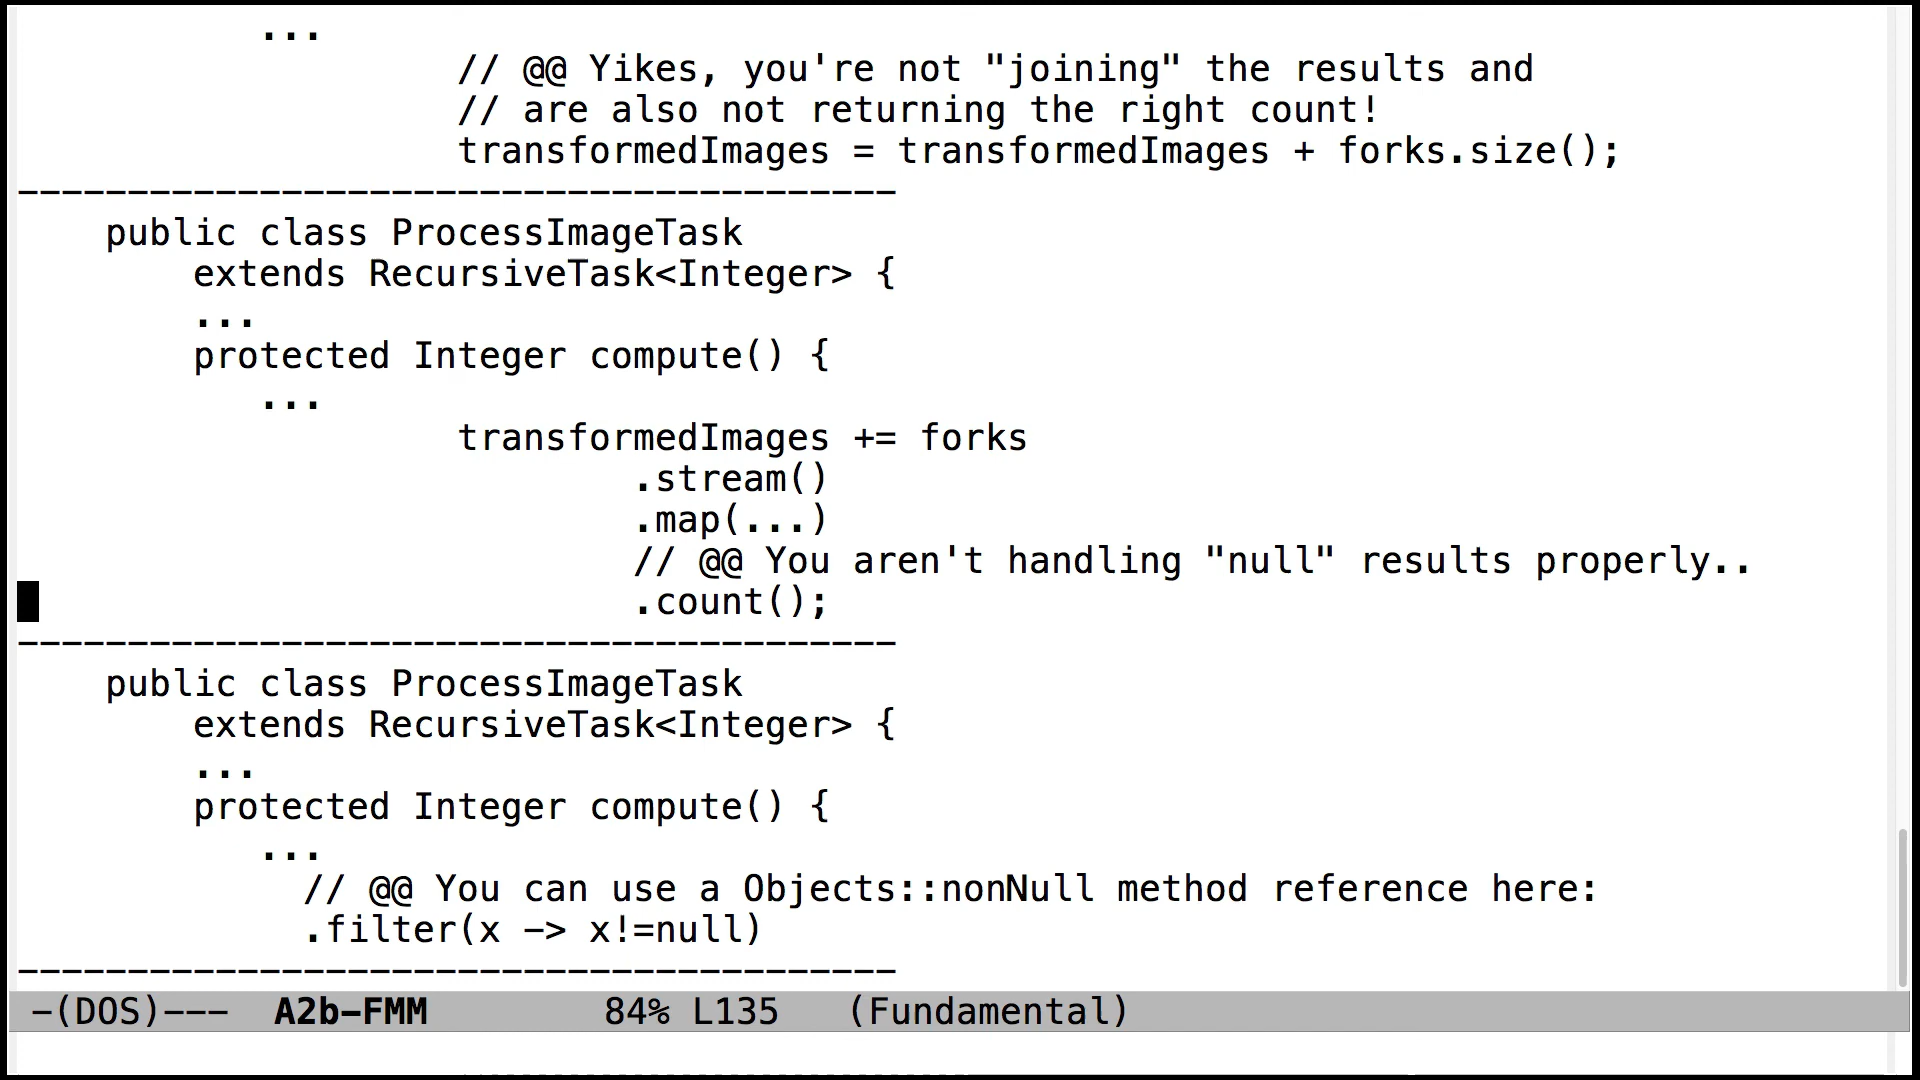 ...
// @@ Yikes, you're not "joining" the results and
// are also not returning the right count!
transformedImages = transformedImages + forks.size();
----------------------------------------
public class ProcessImageTask
extends RecursiveTask<Integer> {
...
protected Integer compute() {
...
transformedImages += forks
.stream()
.map(...)
// @@ You aren't handling "null" results properly..
.count();
----------------------------------------
public class ProcessImageTask
extends RecursiveTask<Integer> {
...
protected Integer compute() {
...
// @@ You can use a Objects::nonNull method reference here:
.filter(x -> x!=null)
----------------------------------------
-(DOS)--- A2b-FMM 84% L135 (Fundamental)